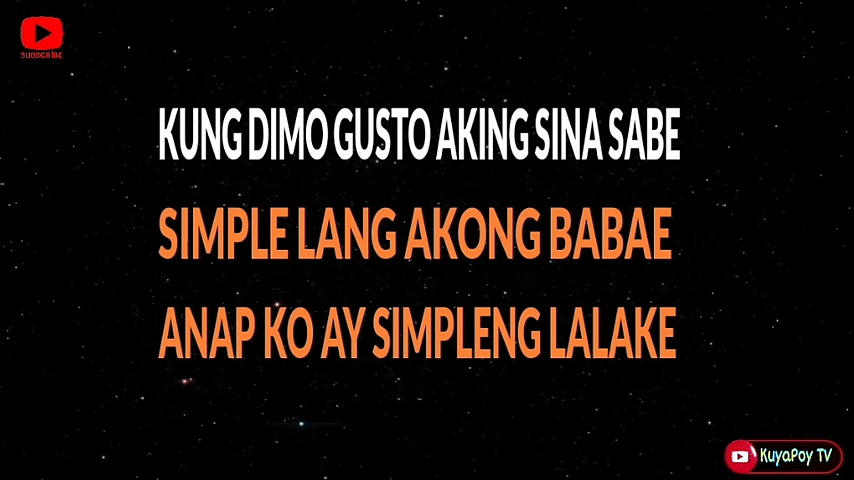 SUBSCRIBE
KUNG DIMO GUSTO AKING SINA SABE
SIMPLE LANG AKONG BABAE
ANAP KO AY SIMPLENG LALAKE
KuyaPoy TV